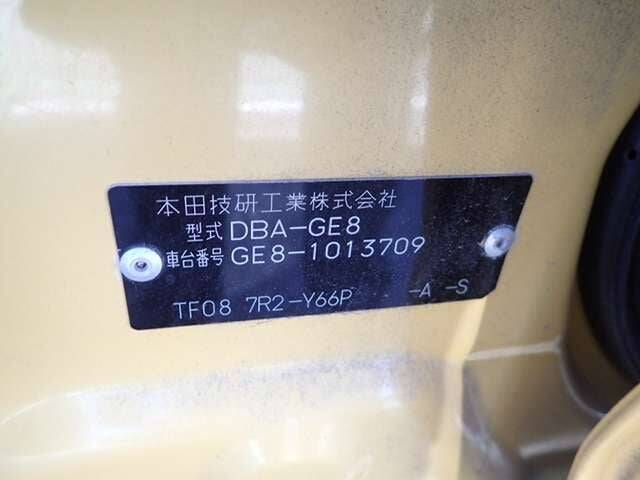 本田技研工業株式会社
型式 DBA-GE8
車台番号 GE8-1013709
TF08 7R2-Y66P -A -S